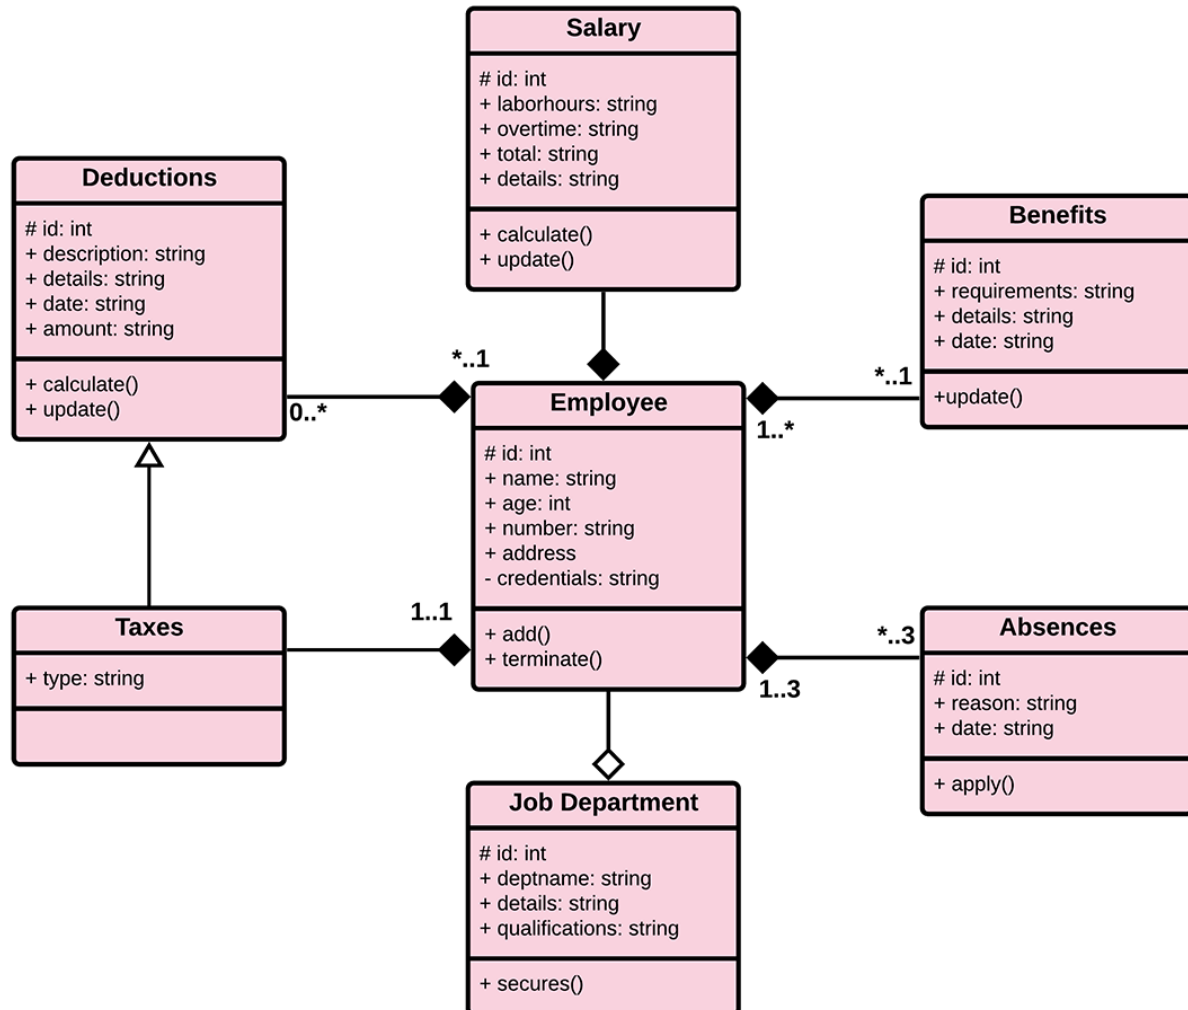 Salary
# id: int
+ laborhours: string
+ overtime: string
+ total: string
+ details: string
+ calculate()
+ update()
Deductions
# id: int
+ description: string
+ details: string
+ date: string
+ amount: string
+ calculate()
+ update()
Benefits
# id: int
+ requirements: string
+ details: string
+ date: string
+update()
*..1
0..*
*..1
1..*
Employee
# id: int
+ name: string
+ age: int
+ number: string
+ address
- credentials: string
+ add()
+ terminate()
Taxes
+ type: string
1..1
*..3
1..3
Absences
# id: int
+ reason: string
+ date: string
+ apply()
Job Department
# id: int
+ deptname: string
+ details: string
+ qualifications: string
+ secures()